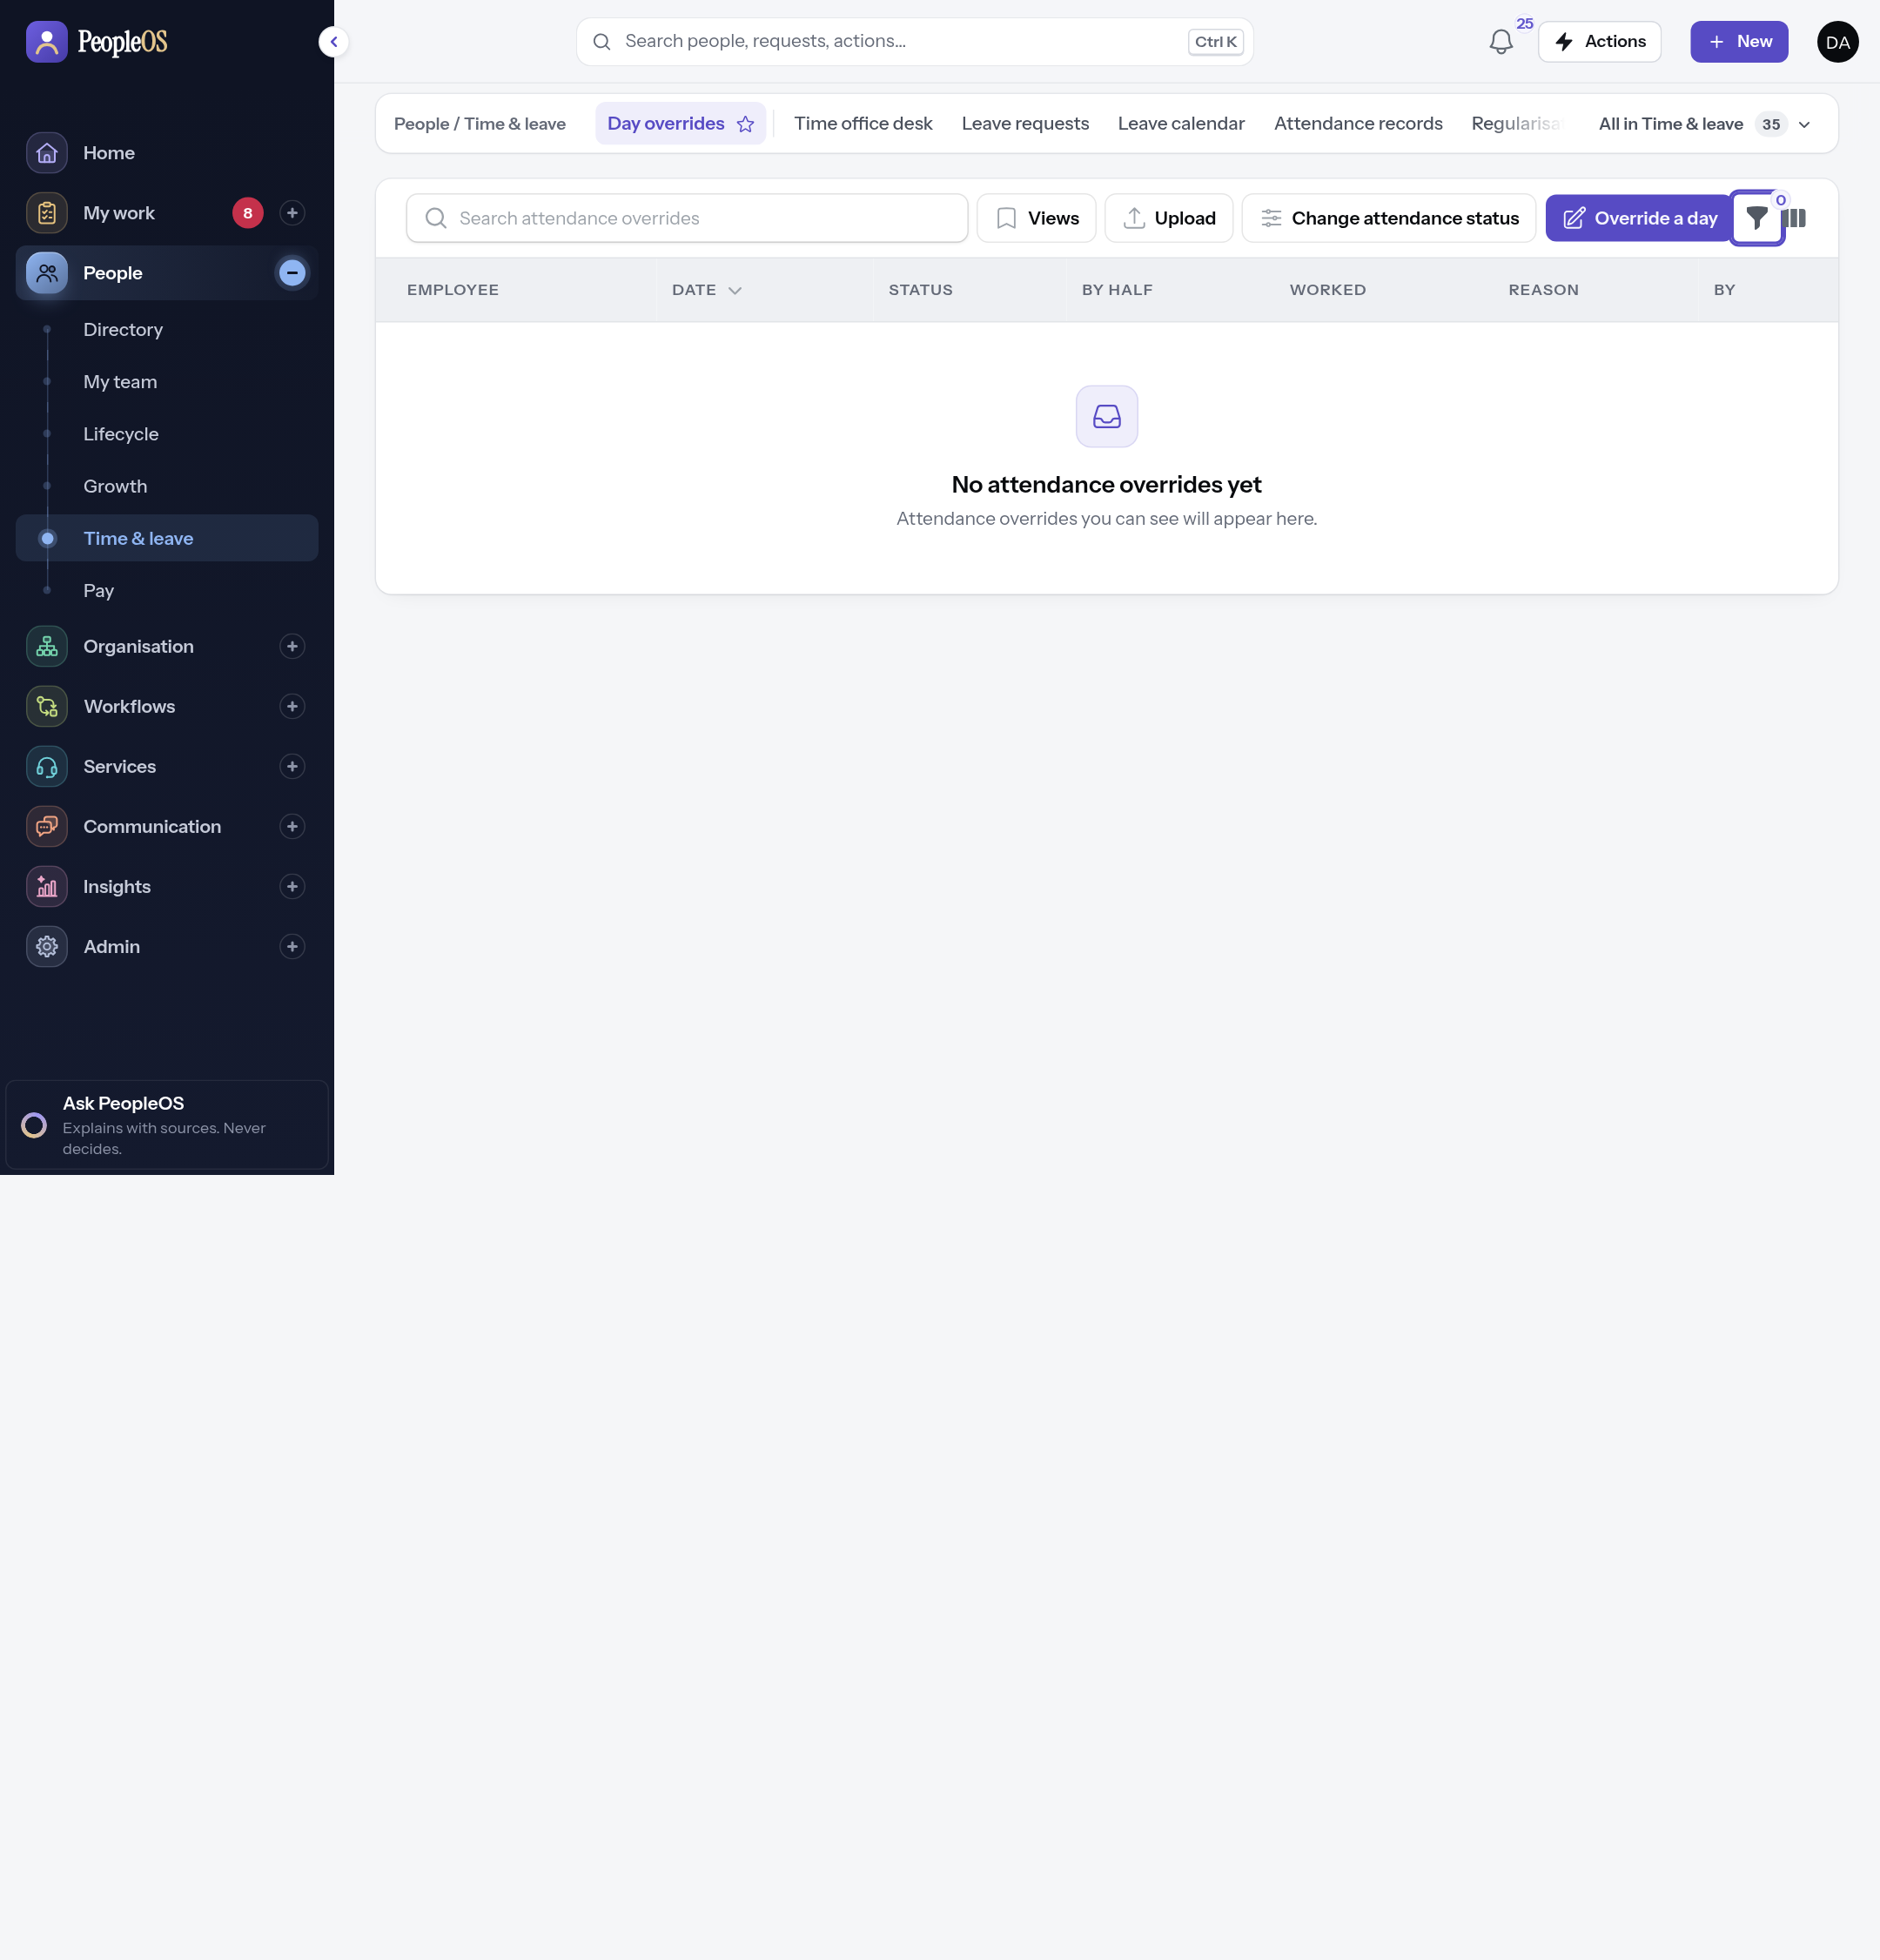 PeopleOS
Search people, requests, actions...
Ctrl K
25
Actions
New
DA
Home
My work
8
People
Directory
My team
Lifecycle
Growth
Time & leave
Pay
Organisation
Workflows
Services
Communication
Insights
Admin
Ask PeopleOS
Explains with sources. Never
decides.
People / Time & leave
Day overrides
Time office desk
Leave requests
Leave calendar
Attendance records
Regularisa
All in Time & leave
35
Search attendance overrides
Views
Upload
Change attendance status
Override a day
0
EMPLOYEE
DATE
STATUS
BY HALF
WORKED
REASON
BY
No attendance overrides yet
Attendance overrides you can see will appear here.